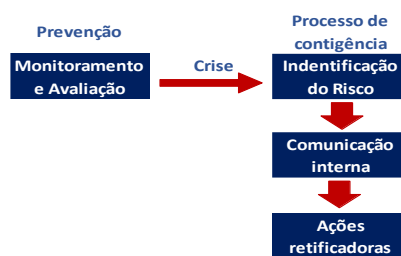 Prevenção
Monitoramento
e Avaliação
Crise
Processo de
contigência
Indentificação
do Risco
Comunicação
interna
Ações
retificadoras